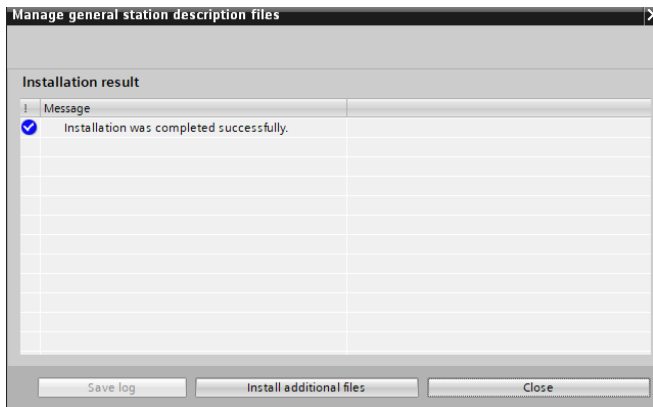 Manage general station description files
Installation result
! Message
Installation was completed successfully.
Save log Install additional files Close